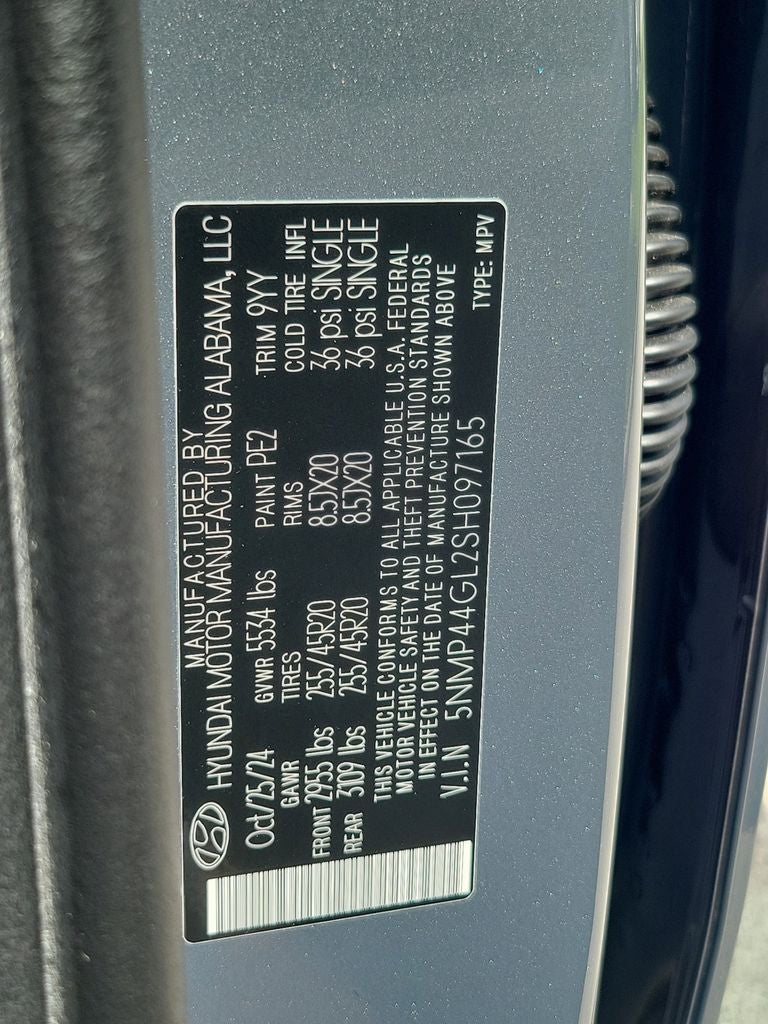 MANUFACTURED BY
HYUNDAI MOTOR MANUFACTURING ALABAMA, LLC
Oct/25/24 GVWR 5534 lbs PAINT PE2 TRIM 9YY
GAWR TIRES RIMS COLD TIRE INFL
FRONT 2955 lbs 255/45R20 8.5JX20 36 psi SINGLE
REAR 3109 lbs 255/45R20 8.5JX20 36 psi SINGLE
THIS VEHICLE CONFORMS TO ALL APPLICABLE U.S.A. FEDERAL
MOTOR VEHICLE SAFETY AND THEFT PREVENTION STANDARDS
IN EFFECT ON THE DATE OF MANUFACTURE SHOWN ABOVE
V.I.N 5NMP44GL2SH097165 TYPE: MPV